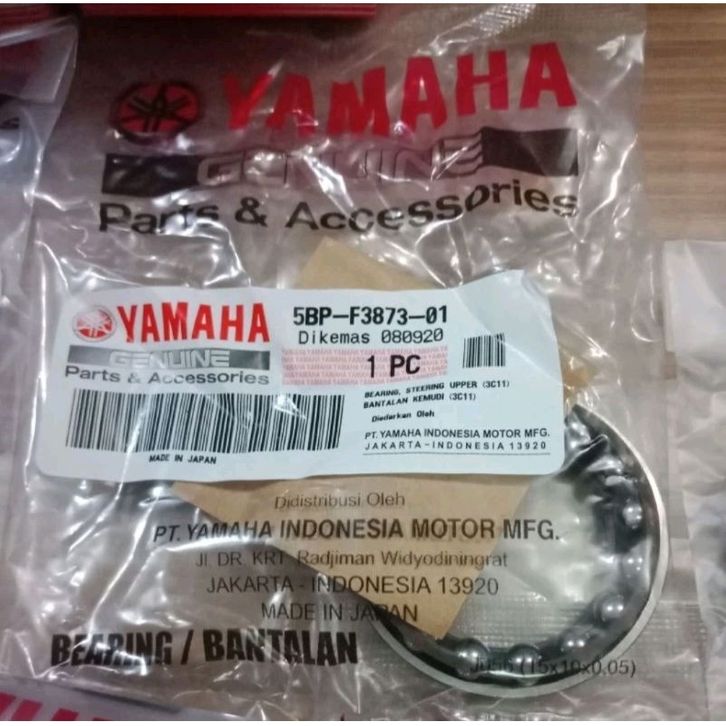 YAMAHA
GENUINE
Parts & Accessories
YAMAHA
GENUINE
Parts & Accessories
5BP-F3873-01
Dikemas 080920
1 PC
BEARING, STEERING UPPER (3C11)
BANTALAN KEMUDI (3C11)
Diedarkan Oleh
PT. YAMAHA INDONESIA MOTOR MFG.
JAKARTA - INDONESIA 13920
MADE IN JAPAN
Didistribusi Oleh
PT. YAMAHA INDONESIA MOTOR MFG.
Jl. DR. KRT. Radjiman Widyodiningrat
JAKARTA - INDONESIA 13920
MADE IN JAPAN
BEARING / BANTALAN
(15x10x0.05)